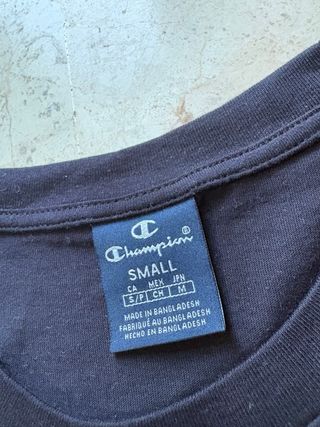 C
Champion®
SMALL
CA MEX JPN
S/P CH M
MADE IN BANGLADESH
FABRIQUÉ AU BANGLADESH
HECHO EN BANGLADESH